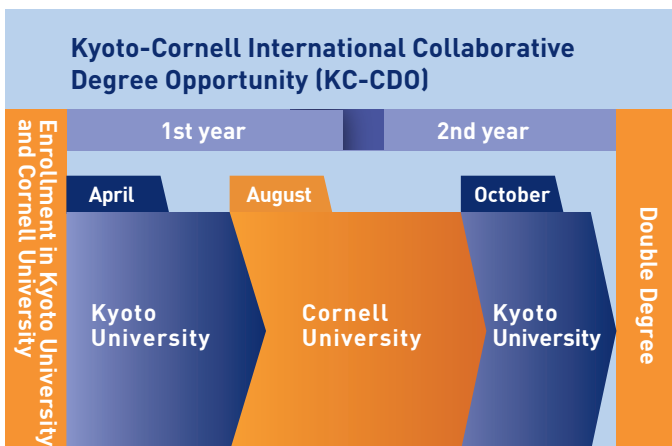 Kyoto-Cornell International Collaborative
Degree Opportunity (KC-CDO)
Enrollment in Kyoto University
and Cornell University
1st year
2nd year
April
August
October
Kyoto
University
Cornell
University
Kyoto
University
Double Degree